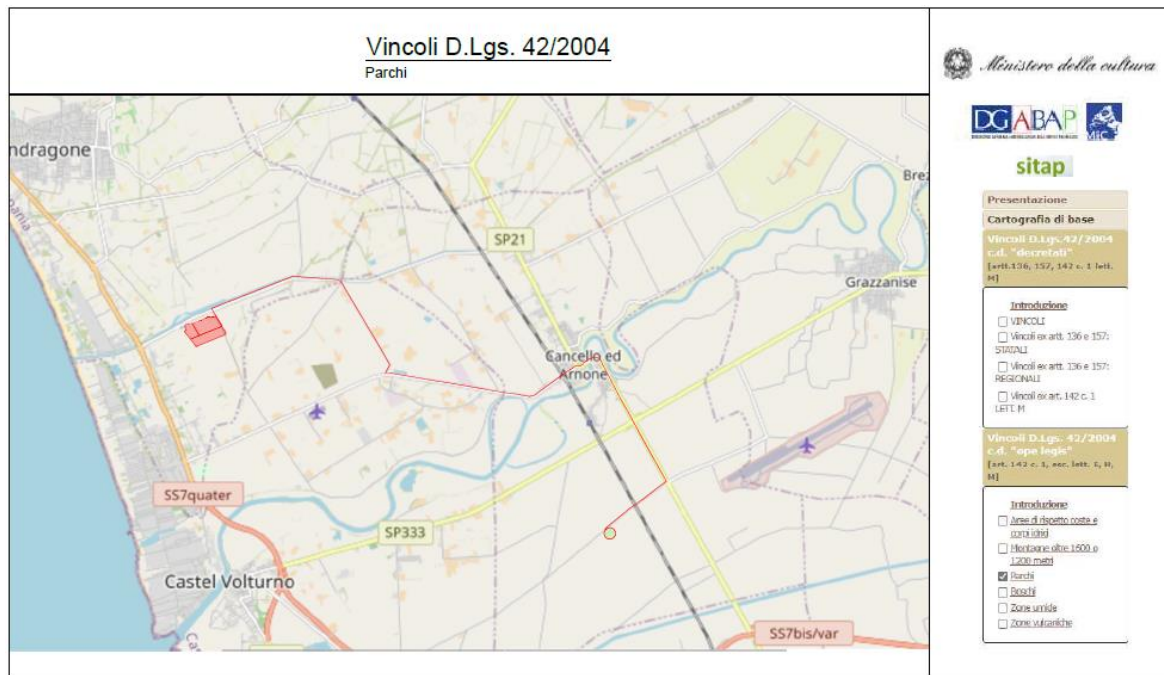 Vincoli D.Lgs. 42/2004
Parchi
ndragone
SP21
Brez
Grazzanise
Cancello ed
Arnone
SS7quater
SP333
Castel Volturno
SS7bis/var
Ministero della cultura
DGABAP
MiC
sitap
Presentazione
Cartografia di base
Vincoli D.Lgs.42/2004
c.d. "decretati"
[artt.136, 157, 142 c. 1 lett.
M]
Introduzione
VINCOLI
Vincoli ex artt. 136 e 157:
STATALI
Vincoli ex artt. 136 e 157:
REGIONALI
Vincoli ex art. 142 c. 1
LETT. M
Vincoli D.Lgs. 42/2004
c.d. "ope legis"
[art. 142 c. 1, esc. lett. E, H,
M]
Introduzione
Aree di rispetto coste e
corpi idrici
Montagne oltre 1600 o
1200 metri
Parchi
Boschi
Zone umide
Zone vulcaniche